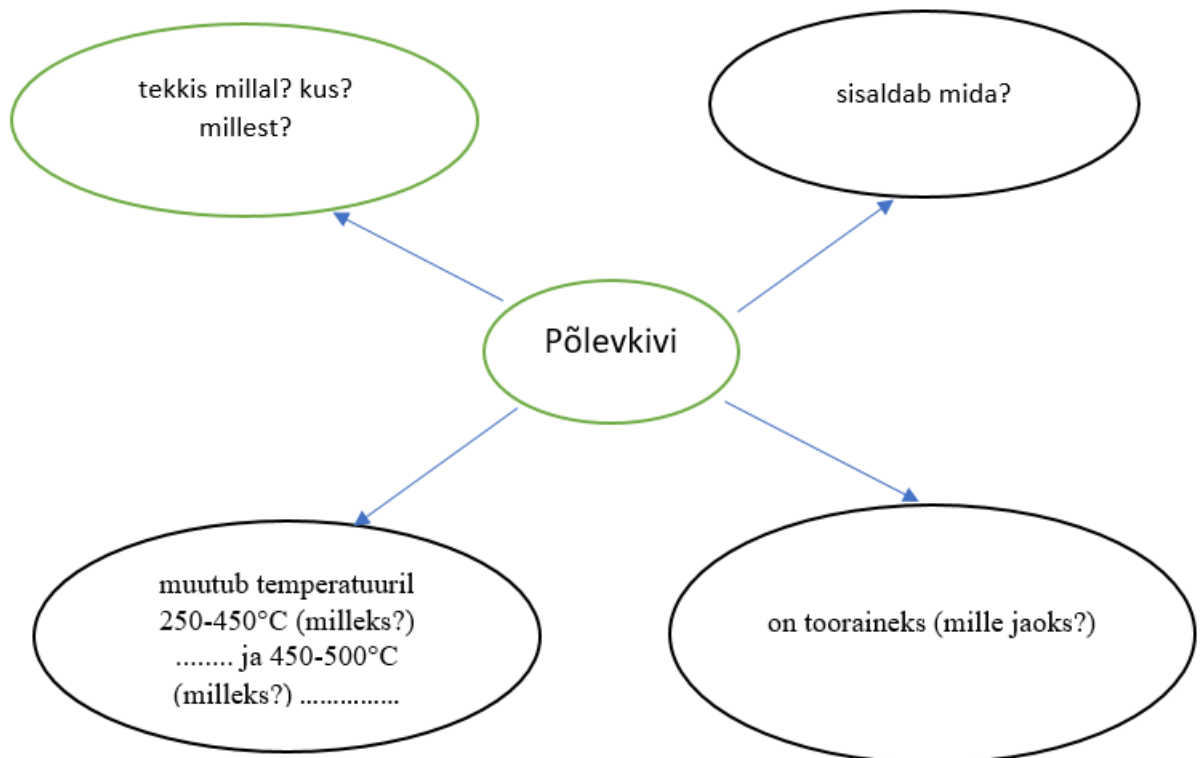 tekkis millal? kus?
millest?
sisaldab mida?
Põlevkivi
muutub temperatuuril
250-450°C (milleks?)
........ ja 450-500°C
(milleks?) ...............
on tooraineks (mille jaoks?)